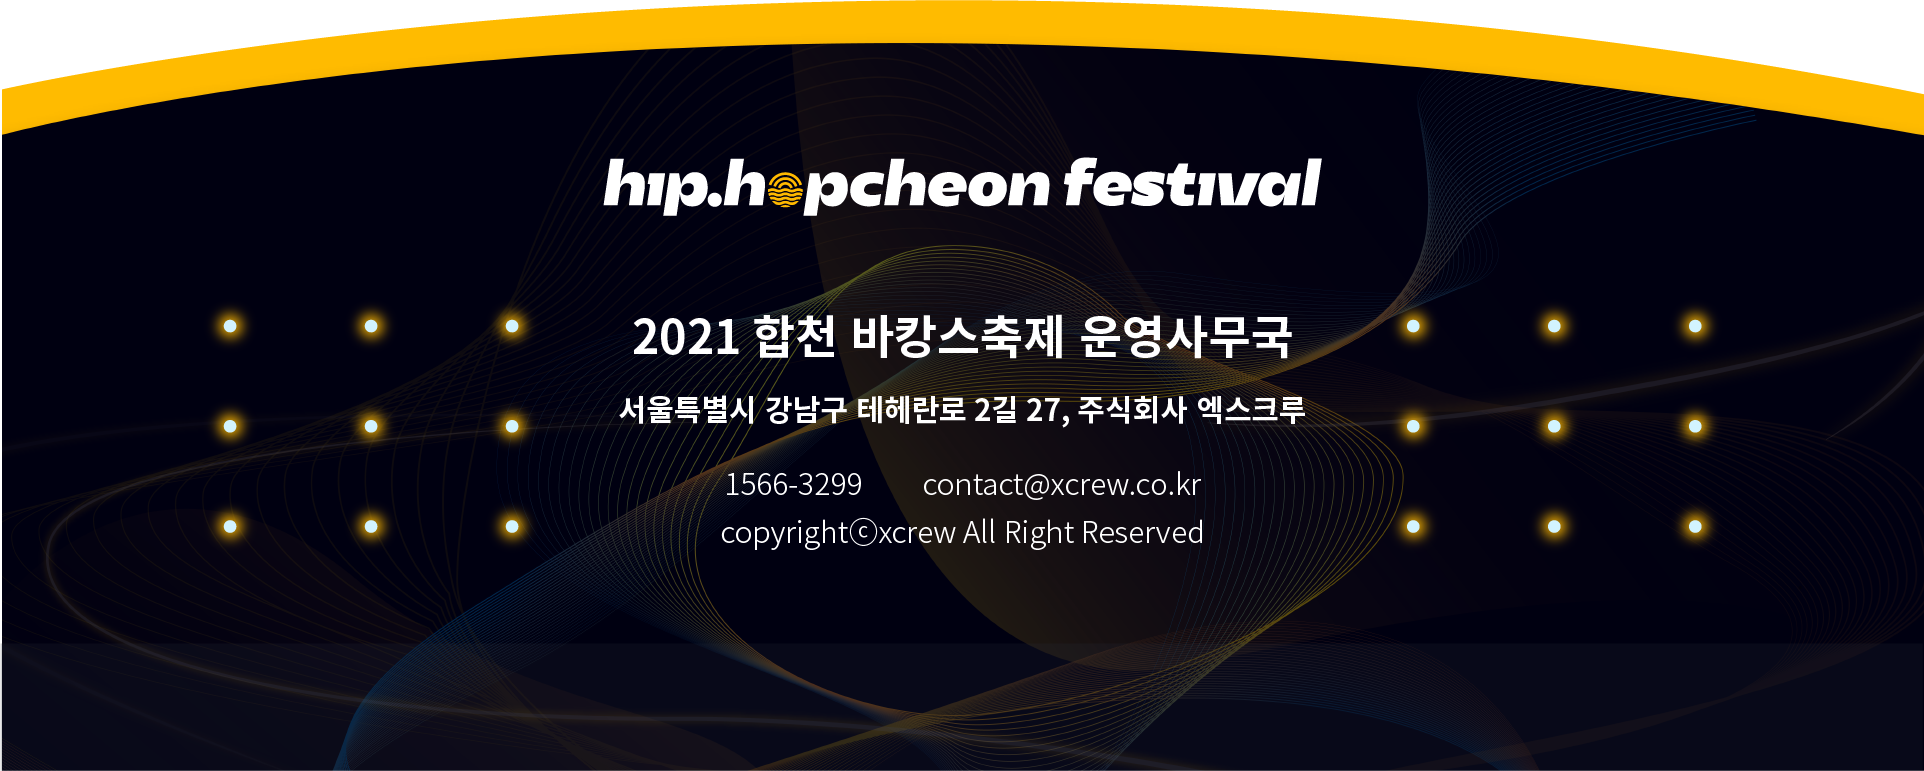 hip.hopcheon festival
2021 합천 바캉스축제 운영사무국
서울특별시 강남구 테헤란로 2길 27, 주식회사 엑스크루
1566-3299 contact@xcrew.co.kr
copyrightⓒxcrew All Right Reserved